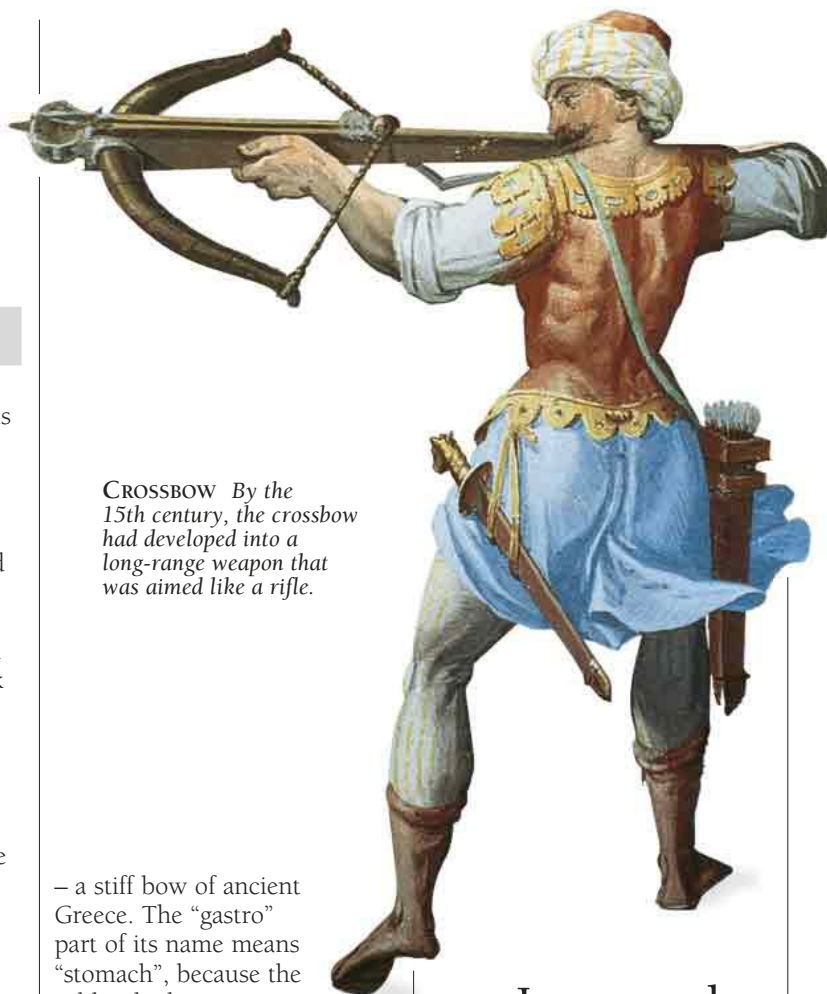 CROSSBOW By the
15th century, the crossbow
had developed into a
long-range weapon that
was aimed like a rifle.
– a stiff bow of ancient
Greece. The “gastro”
part of its name means
“stomach”, because the